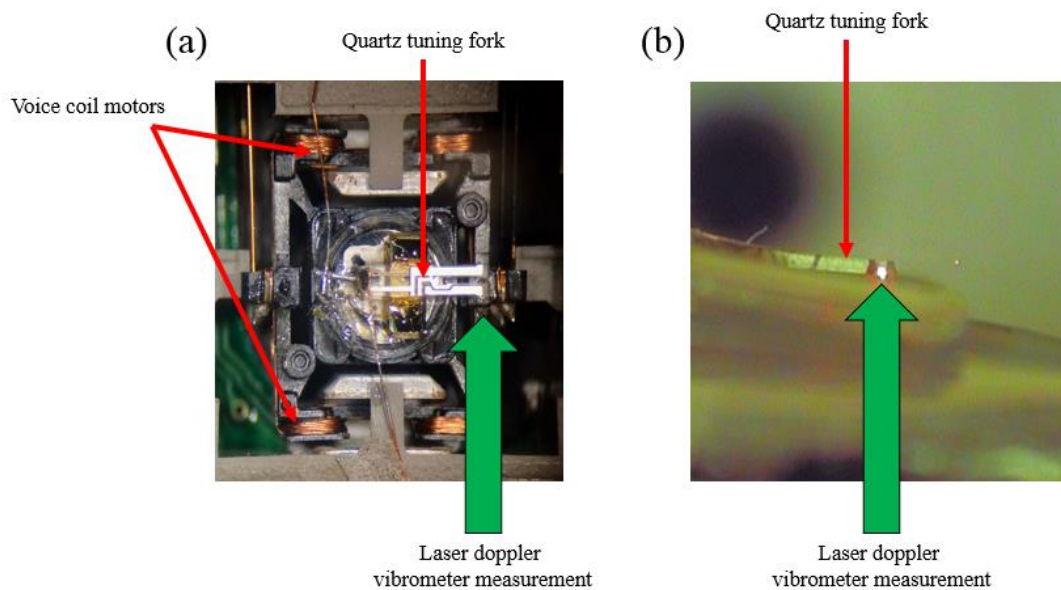 (a)
Quartz tuning fork
Voice coil motors
Laser doppler
vibrometer measurement
(b)
Quartz tuning fork
Laser doppler
vibrometer measurement